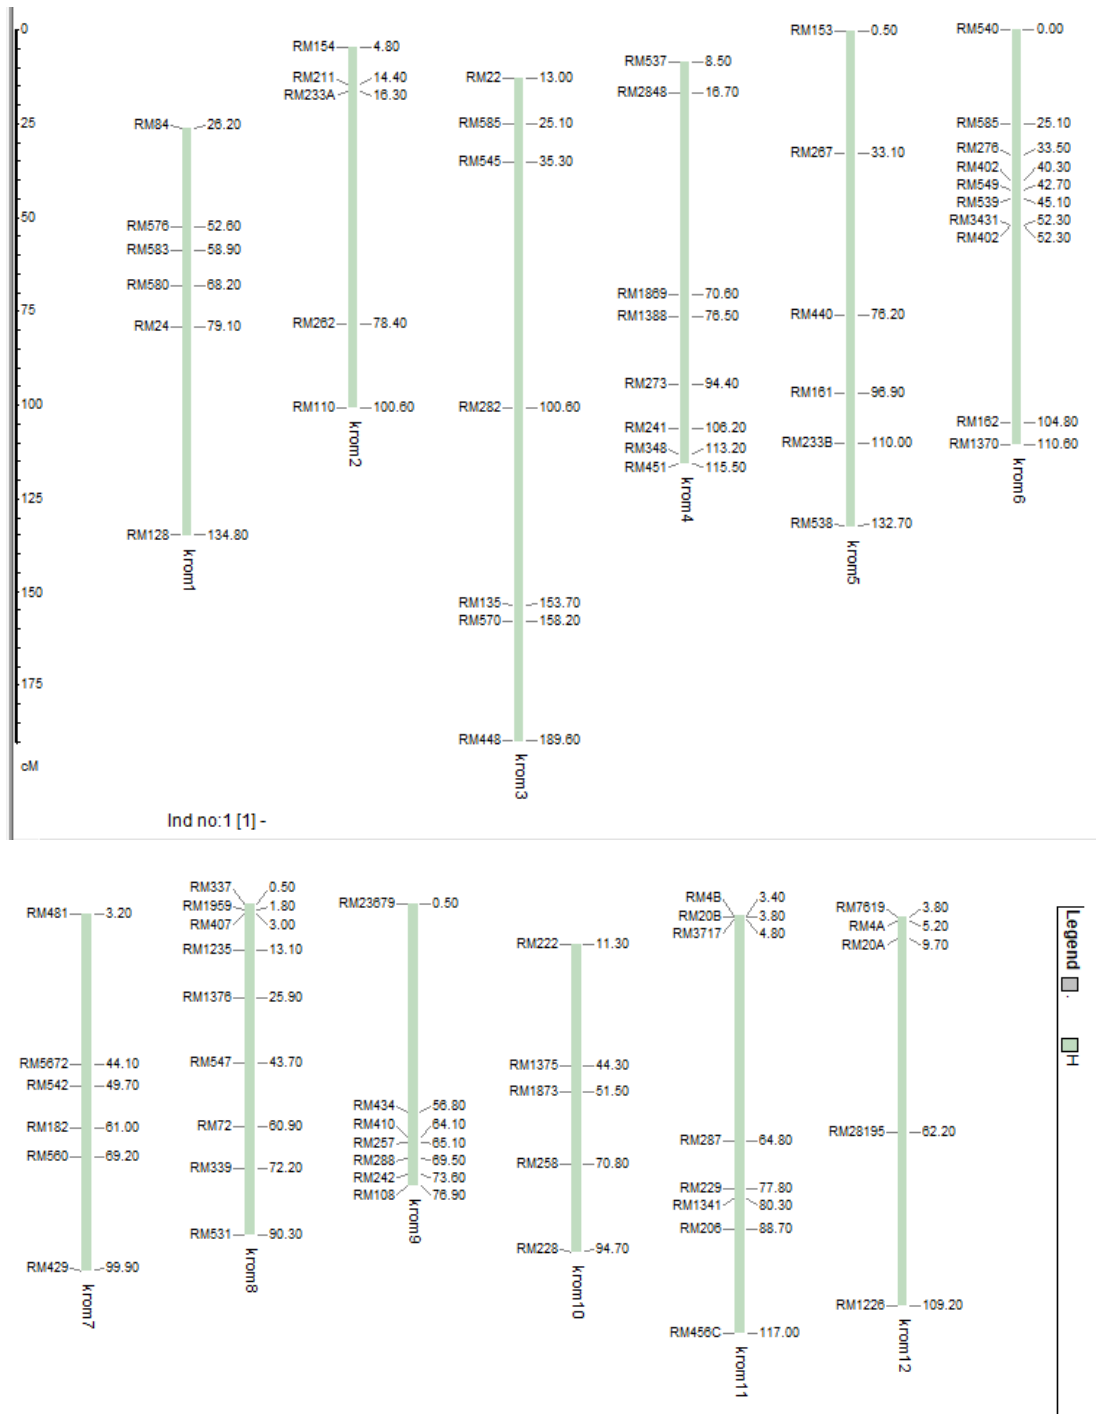 0
25
50
75
100
125
150
175
cM
RM84 26.20
RM576 52.60
RM583 58.90
RM580 68.20
RM24 79.10
RM128 134.80
krom1
RM154 4.80
RM211 14.40
RM233A 16.30
RM262 78.40
RM110 100.60
krom2
RM22 13.00
RM585 25.10
RM545 35.30
RM282 100.60
RM135 153.70
RM570 158.20
RM448 189.60
krom3
RM537 8.50
RM2848 16.70
RM1869 70.60
RM1388 76.50
RM273 94.40
RM241 106.20
RM348 113.20
RM451 115.50
krom4
RM153 0.50
RM267 33.10
RM440 76.20
RM161 96.90
RM233B 110.00
RM538 132.70
krom5
RM540 0.00
RM585 25.10
RM276 33.50
RM402 40.30
RM549 42.70
RM539 45.10
RM3431 52.30
RM402 52.30
RM162 104.80
RM1370 110.60
krom6
Ind no:1 [1] -
RM481 3.20
RM5672 44.10
RM542 49.70
RM182 61.00
RM560 69.20
RM429 99.90
krom7
RM337 0.50
RM1959 1.80
RM407 3.00
RM1235 13.10
RM1376 25.90
RM547 43.70
RM72 60.90
RM339 72.20
RM531 90.30
krom8
RM23679 0.50
RM434 56.80
RM410 64.10
RM257 65.10
RM288 69.50
RM242 73.60
RM108 76.90
krom9
RM222 11.30
RM1375 44.30
RM1873 51.50
RM258 70.80
RM228 94.70
krom10
RM4B 3.40
RM20B 3.80
RM3717 4.80
RM287 64.80
RM229 77.80
RM1341 80.30
RM206 88.70
RM456C 117.00
krom11
RM7619 3.80
RM4A 5.20
RM20A 9.70
RM28195 62.20
RM1226 109.20
krom12
Legend
.
H